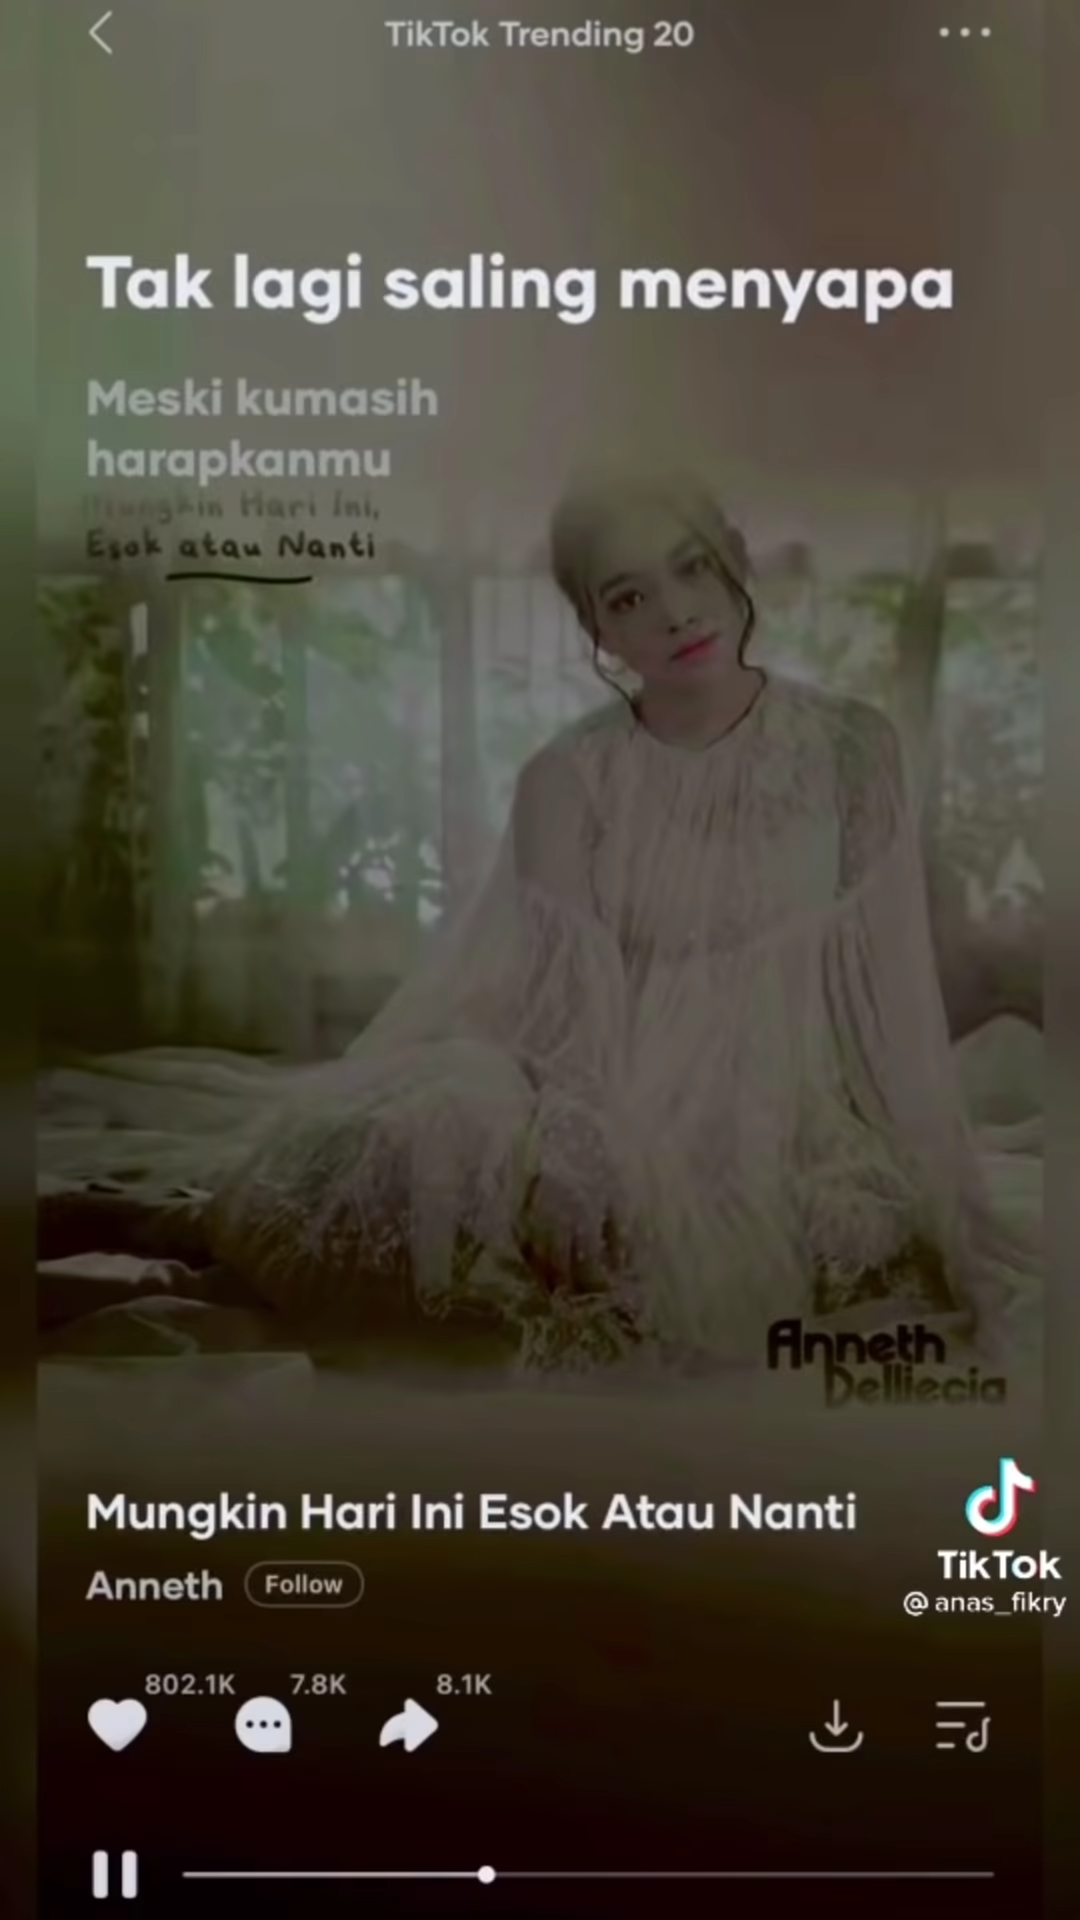 TikTok Trending 20
Tak lagi saling menyapa
Meski kumasih
harapkanmu
Mungkin Hari Ini,
Esok atau Nanti
Anneth
Delliecia
Mungkin Hari Ini Esok Atau Nanti
Anneth Follow
TikTok
@anas_fikry
802.1K 7.8K 8.1K